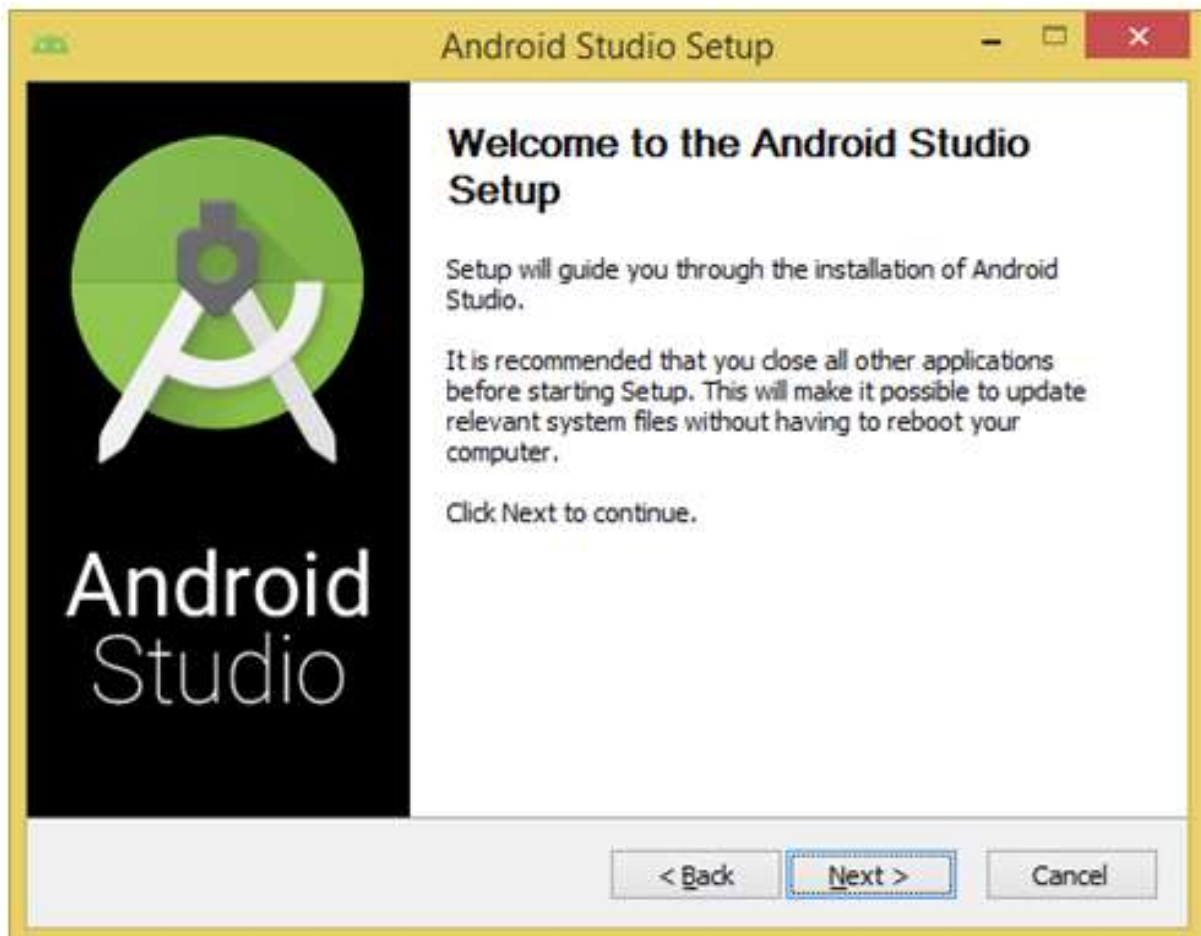 Android Studio Setup
Welcome to the Android Studio
Setup
Setup will guide you through the installation of Android
Studio.
It is recommended that you close all other applications
before starting Setup. This will make it possible to update
relevant system files without having to reboot your
computer.
Click Next to continue.
Android
Studio
< Back Next > Cancel